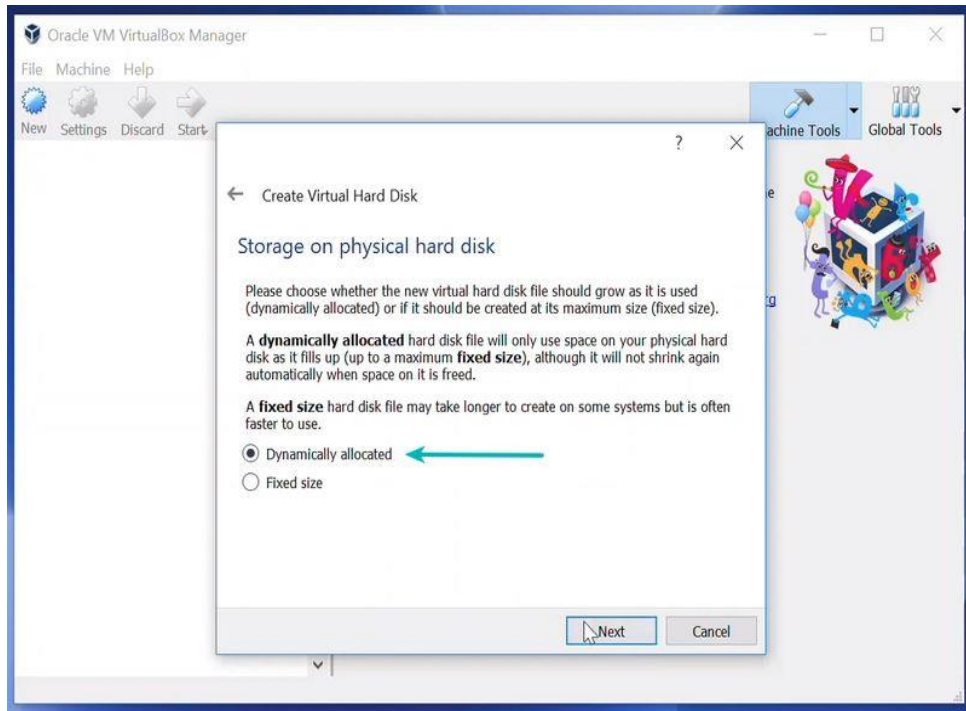 Oracle VM VirtualBox Manager
File Machine Help
New Settings Discard Start
achine Tools Global Tools
?
Create Virtual Hard Disk
e
Storage on physical hard disk
Please choose whether the new virtual hard disk file should grow as it is used
(dynamically allocated) or if it should be created at its maximum size (fixed size).
rg
A dynamically allocated hard disk file will only use space on your physical hard
disk as it fills up (up to a maximum fixed size), although it will not shrink again
automatically when space on it is freed.
A fixed size hard disk file may take longer to create on some systems but is often
faster to use.
Dynamically allocated
Fixed size
Next Cancel